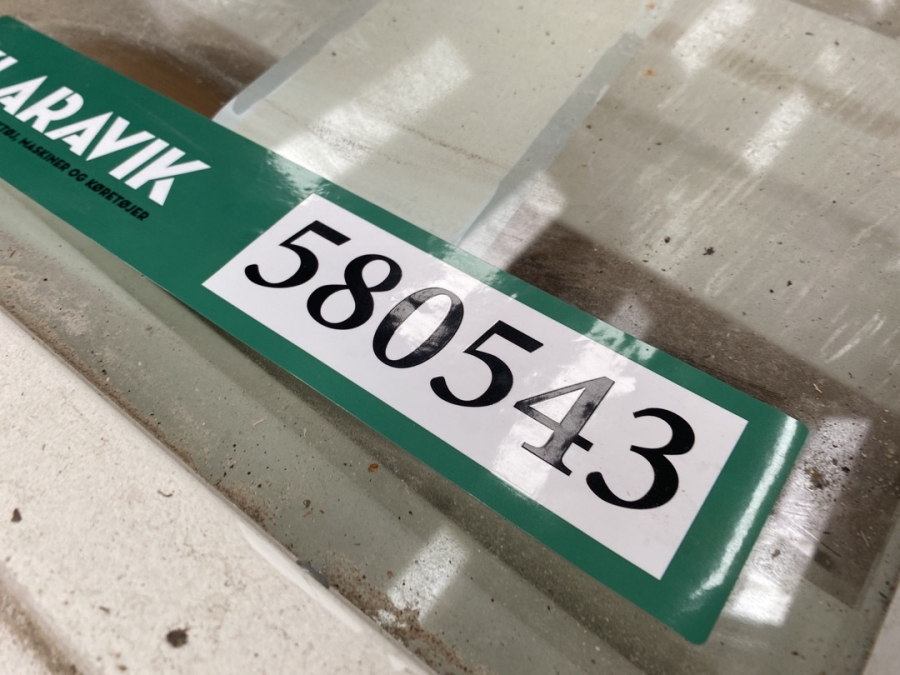 LARAVIK
MASKINER OG KØRETØJER
580543